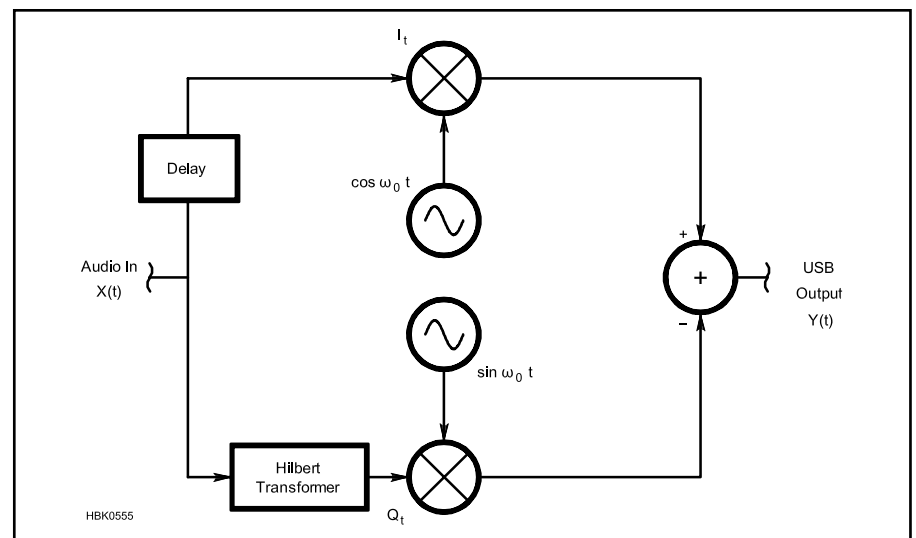 I t
Delay
cos ω 0 t
+
Audio In
X(t)
+
USB
Output
Y(t)
−
sin ω 0 t
Hilbert
Transformer
Q t
HBK0555